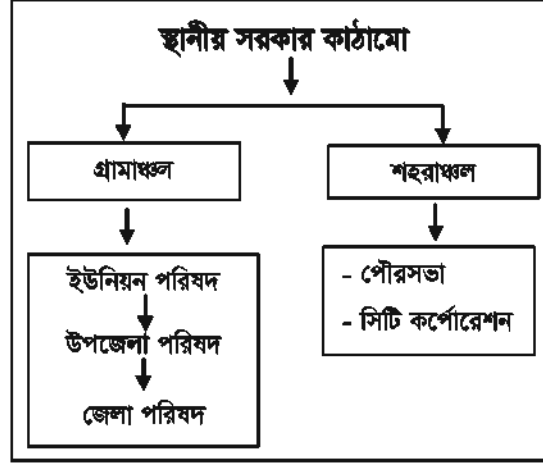 স্থানীয় সরকার কাঠামো
গ্রামাঞ্চল
শহরাঞ্চল
ইউনিয়ন পরিষদ
উপজেলা পরিষদ
জেলা পরিষদ
- পৌরসভা
- সিটি কর্পোরেশন